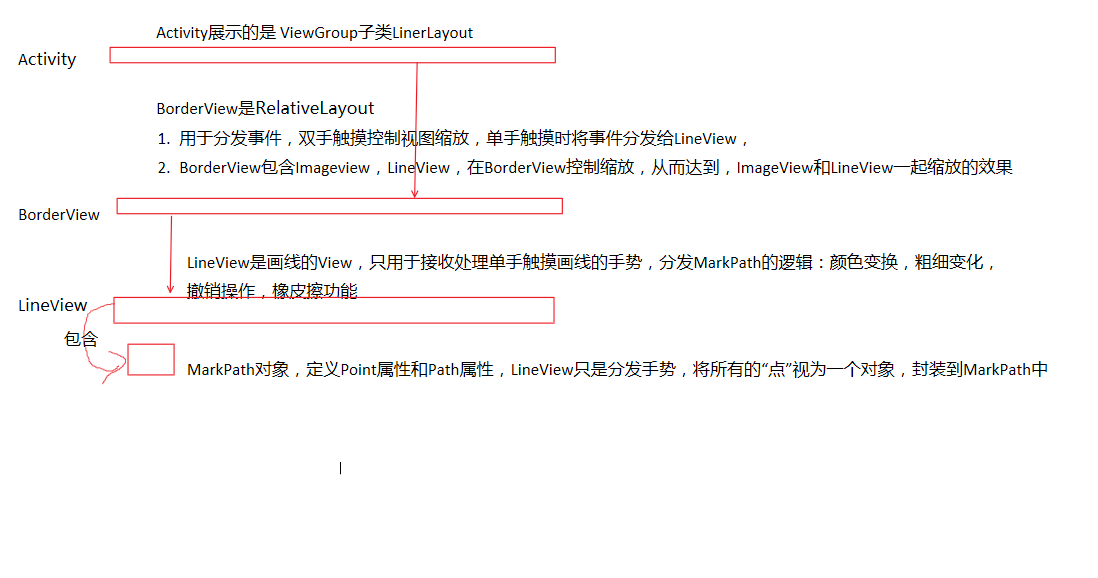 Activity展示的是 ViewGroup子类LinerLayout
Activity
BorderView是RelativeLayout
1. 用于分发事件，双手触摸控制视图缩放，单手触摸时将事件分发给LineView，
2. BorderView包含Imageview，LineView，在BorderView控制缩放，从而达到，ImageView和LineView一起缩放的效果
BorderView
LineView是画线的View，只用于接收处理单手触摸画线的手势，分发MarkPath的逻辑：颜色变换，粗细变化，
撤销操作，橡皮擦功能
LineView
包含
MarkPath对象，定义Point属性和Path属性，LineView只是分发手势，将所有的“点”视为一个对象，封装到MarkPath中